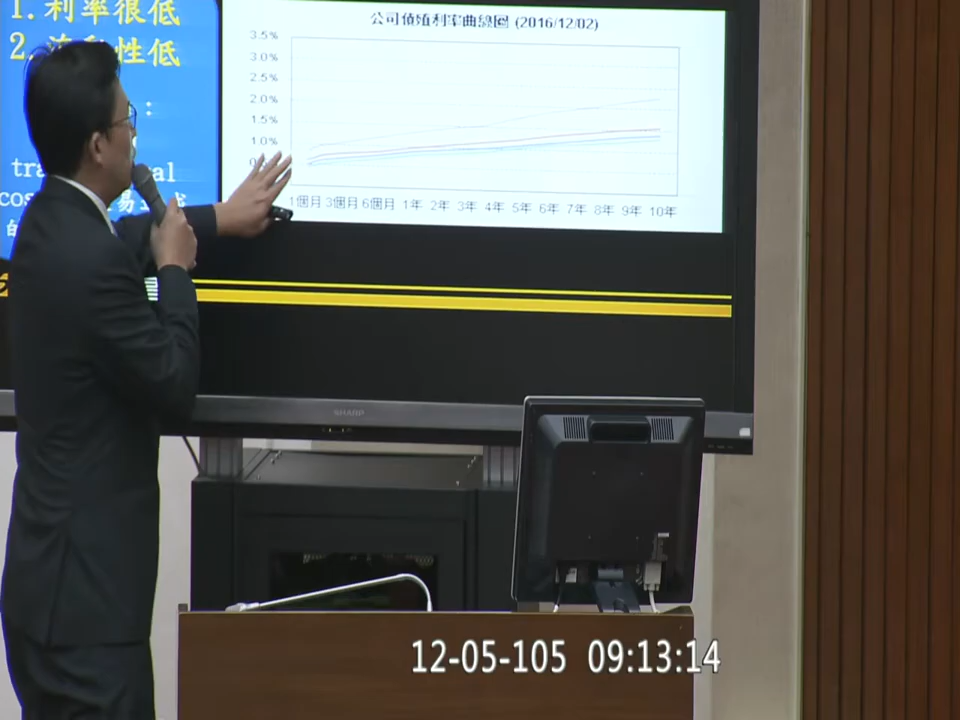 1.利率很低
2.流動性低
:
tra al
cos 易
的
公司債殖利率曲線圖 (2016/12/02)
3.5%
3.0%
2.5%
2.0%
1.5%
1.0%
1個月 3個月 6個月 1年 2年 3年 4年 5年 6年 7年 8年 9年 10年
SHARP
12-05-105 09:13:14